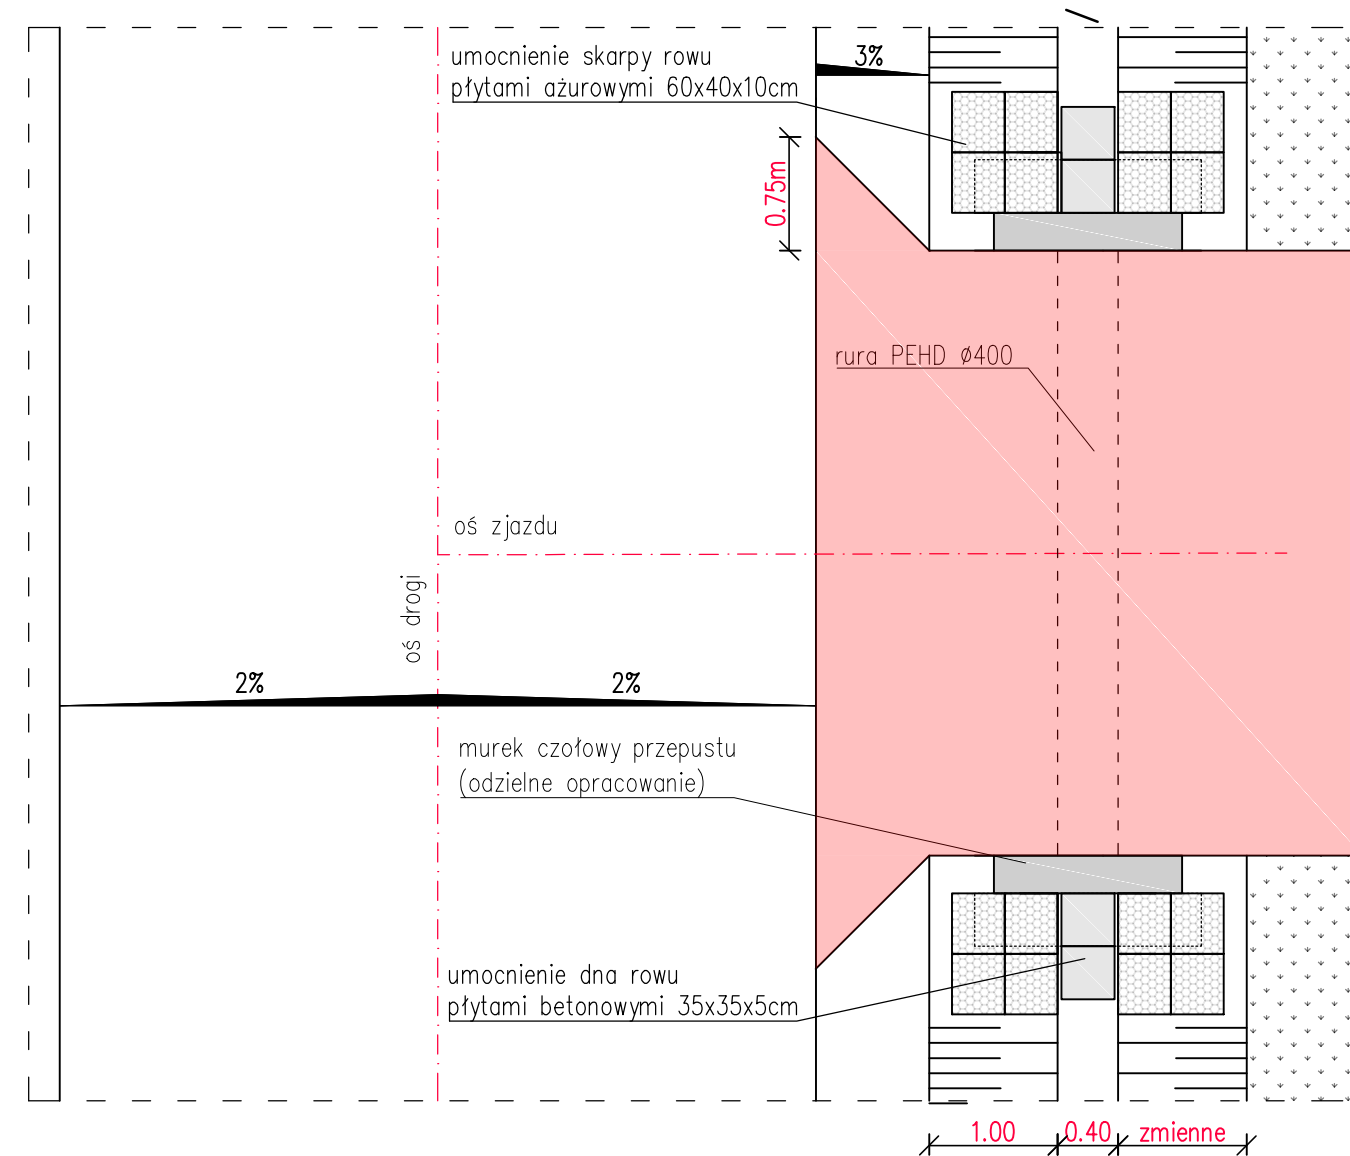 umocnienie skarpy rowu
płytami ażurowymi 60x40x10cm
3%
0.75m
rura PEHD Ø400
oś zjazdu
oś drogi
2%
2%
murek czołowy przepustu
(odzielne opracowanie)
umocnienie dna rowu
płytami betonowymi 35x35x5cm
1.00
0.40
zmienne